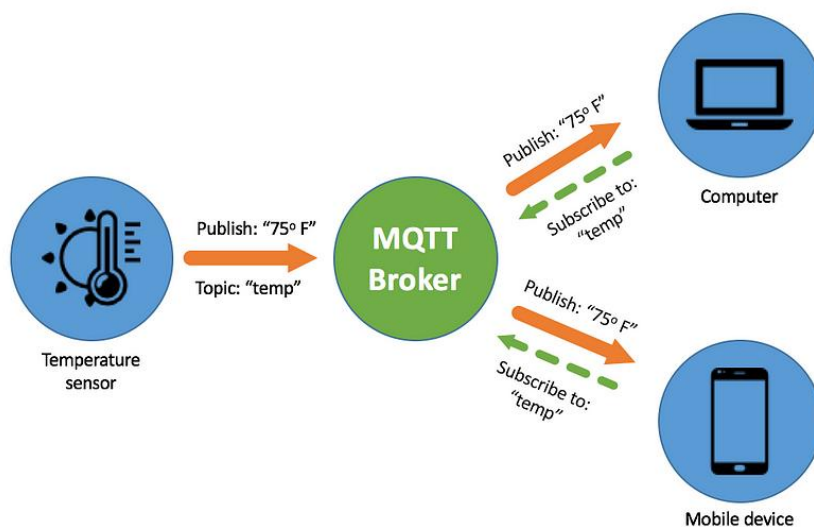 Publish: “75º F”
Topic: “temp”
Temperature
sensor
MQTT
Broker
Publish: “75º F”
Subscribe to:
“temp”
Computer
Publish: “75º F”
Subscribe to:
“temp”
Mobile device